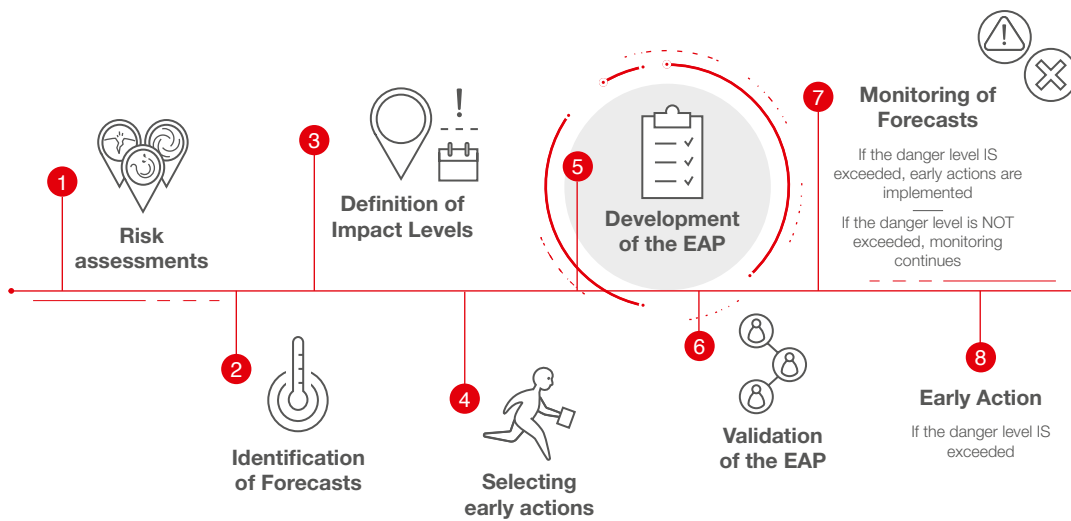 1
Risk
assessments
2
Identification
of Forecasts
3
!
Definition of
Impact Levels
4
Selecting
early actions
5
Development
of the EAP
6
Validation
of the EAP
7
!
Monitoring of
Forecasts
If the danger level IS
exceeded, early actions are
implemented
If the danger level is NOT
exceeded, monitoring
continues
8
Early Action
If the danger level IS
exceeded